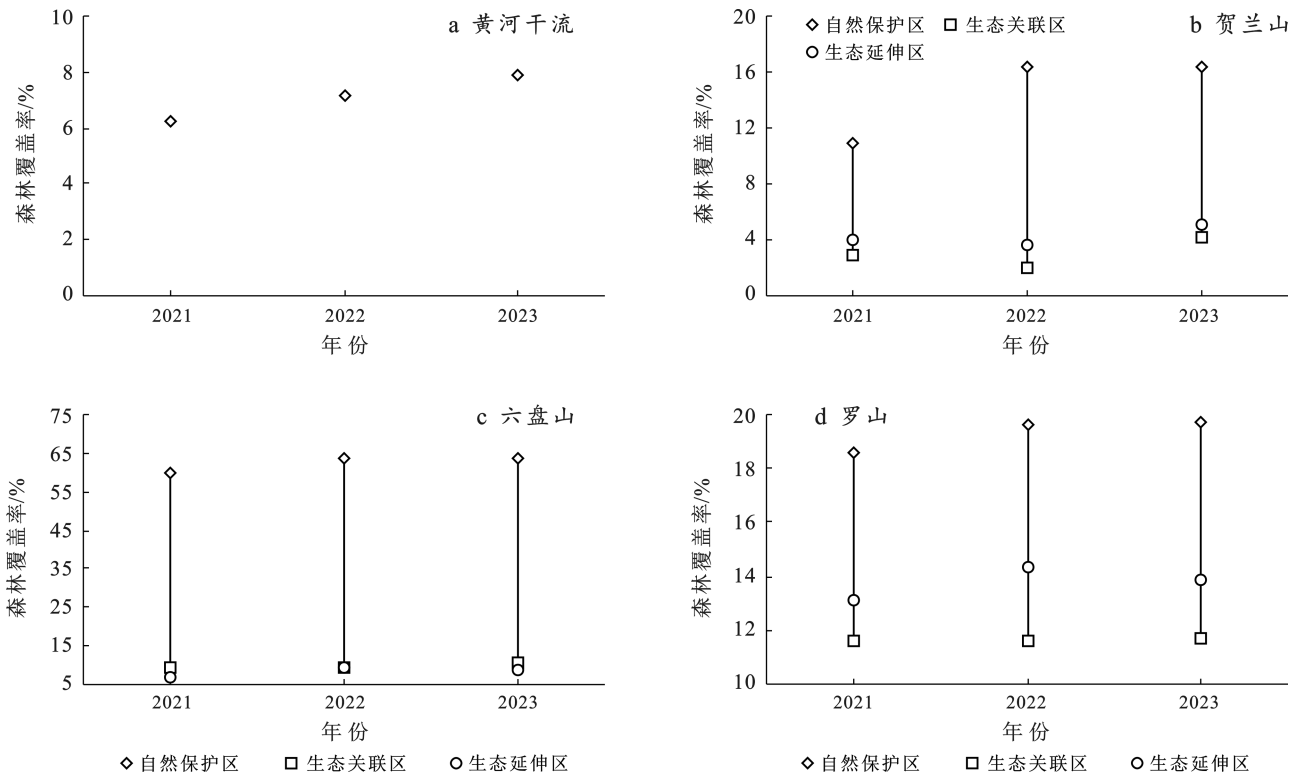 a 黄河干流
森林覆盖率/%
10
8
6
4
2
0
2021 2022 2023
年份
b 贺兰山
自然保护区 生态关联区
生态延伸区
森林覆盖率/%
20
16
12
8
4
0
2021 2022 2023
年份
c 六盘山
森林覆盖率/%
75
65
55
45
35
25
15
5
2021 2022 2023
年份
自然保护区 生态关联区 生态延伸区
d 罗山
森林覆盖率/%
20
18
16
14
12
10
2021 2022 2023
年份
自然保护区 生态关联区 生态延伸区